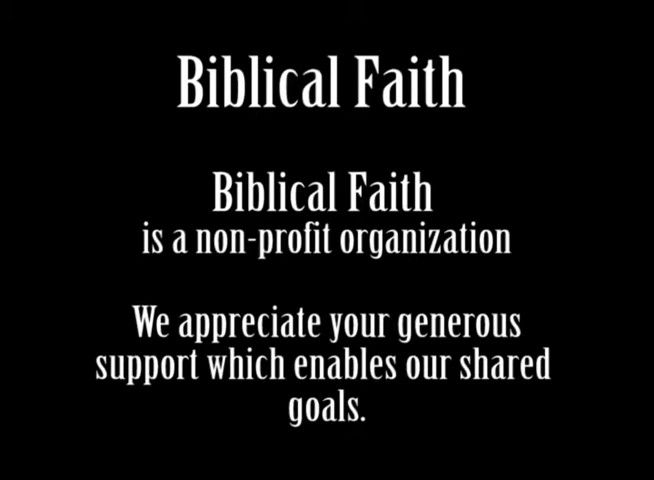 Biblical Faith
Biblical Faith
is a non-profit organization
We appreciate your generous
support which enables our shared
goals.